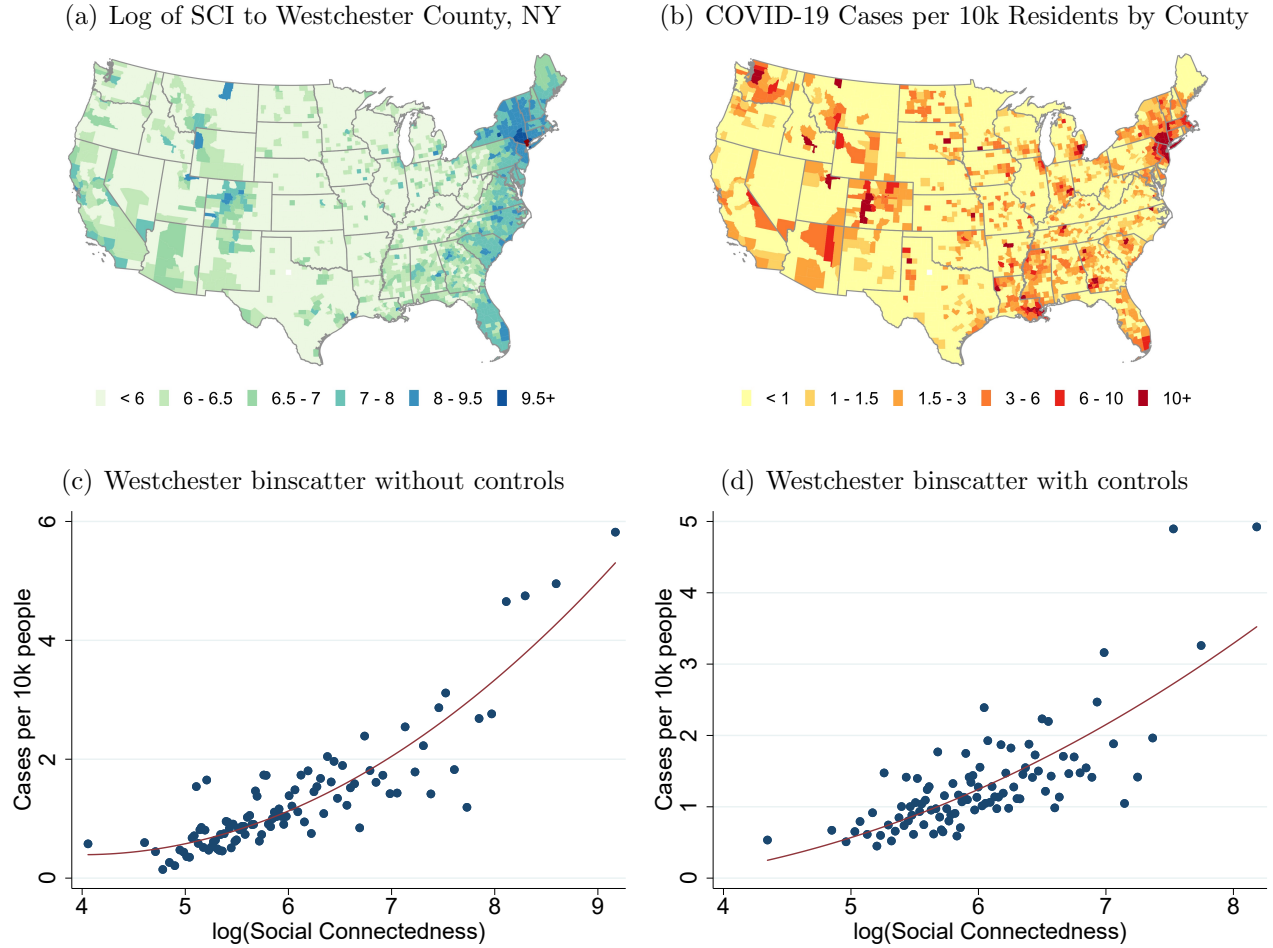 (a) Log of SCI to Westchester County, NY
(b) COVID-19 Cases per 10k Residents by County
< 6 6 - 6.5 6.5 - 7 7 - 8 8 - 9.5 9.5+
< 1 1 - 1.5 1.5 - 3 3 - 6 6 - 10 10+
(c) Westchester binscatter without controls
Cases per 10k people
6
4
2
0
4 5 6 7 8 9
log(Social Connectedness)
(d) Westchester binscatter with controls
Cases per 10k people
5
4
3
2
1
0
4 5 6 7 8
log(Social Connectedness)